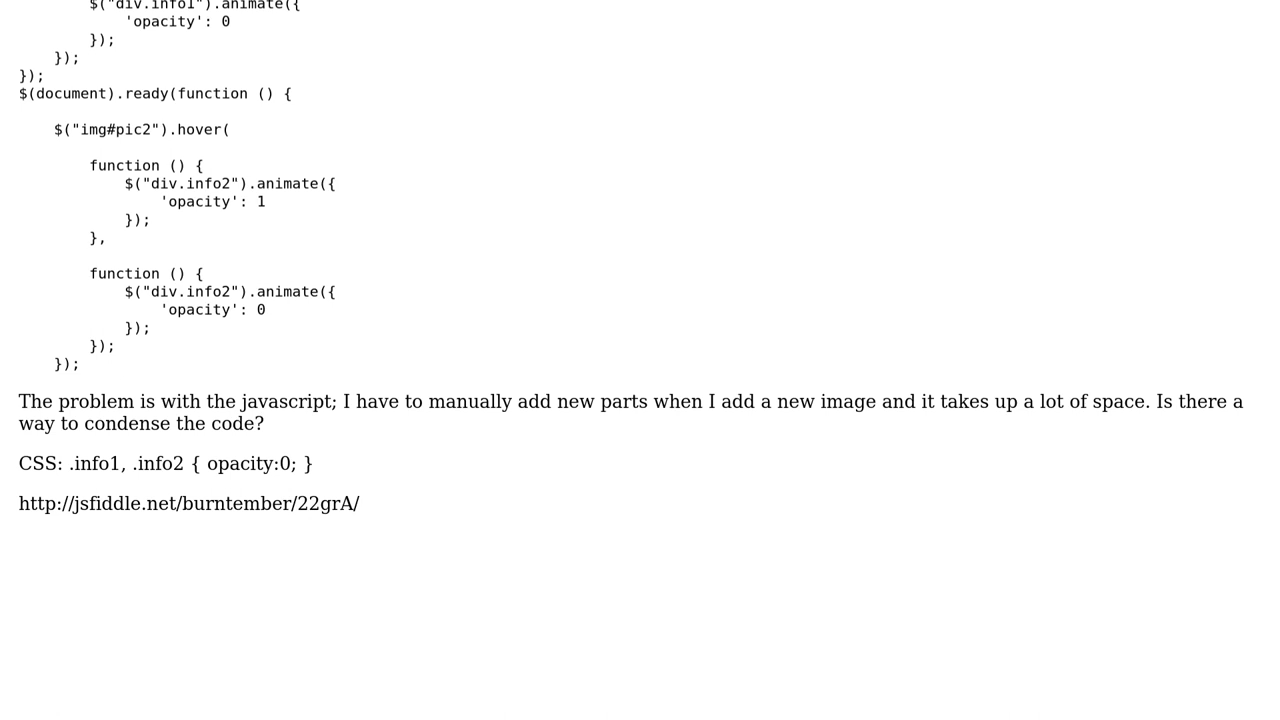 $("div.info1").animate({
'opacity': 0
});
});
});
$(document).ready(function () {
$("img#pic2").hover(
function () {
$("div.info2").animate({
'opacity': 1
});
},
function () {
$("div.info2").animate({
'opacity': 0
});
});
});
The problem is with the javascript; I have to manually add new parts when I add a new image and it takes up a lot of space. Is there a
way to condense the code?
CSS: .info1, .info2 { opacity:0; }
http://jsfiddle.net/burntember/22grA/